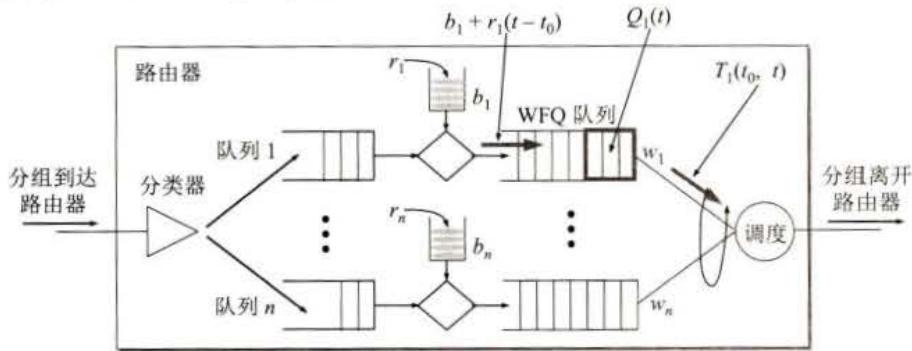 b₁ + r₁(t – t₀)
Q₁(t)
路由器
r₁
b₁
WFQ 队列
T₁(t₀, t)
队列 1
w₁
分组到达
路由器
分类器
分组离开
路由器
调度
rₙ
bₙ
队列 n
wₙ